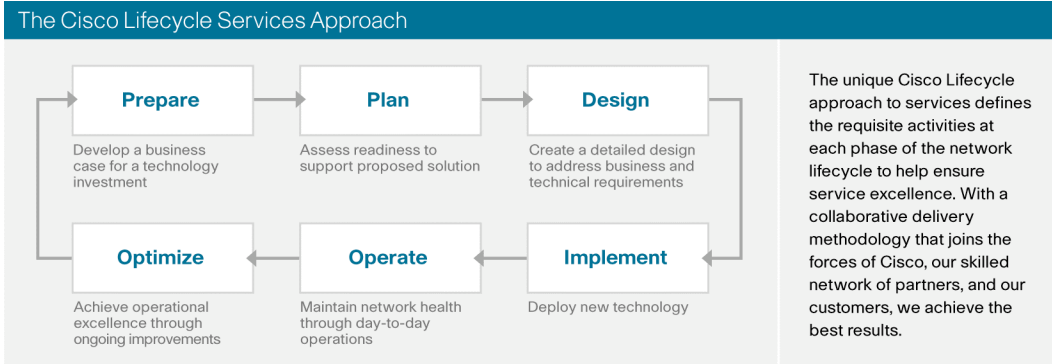 The Cisco Lifecycle Services Approach
Prepare
Develop a business
case for a technology
investment
Plan
Assess readiness to
support proposed solution
Design
Create a detailed design
to address business and
technical requirements
Optimize
Achieve operational
excellence through
ongoing improvements
Operate
Maintain network health
through day-to-day
operations
Implement
Deploy new technology
The unique Cisco Lifecycle
approach to services defines
the requisite activities at
each phase of the network
lifecycle to help ensure
service excellence. With a
collaborative delivery
methodology that joins the
forces of Cisco, our skilled
network of partners, and our
customers, we achieve the
best results.